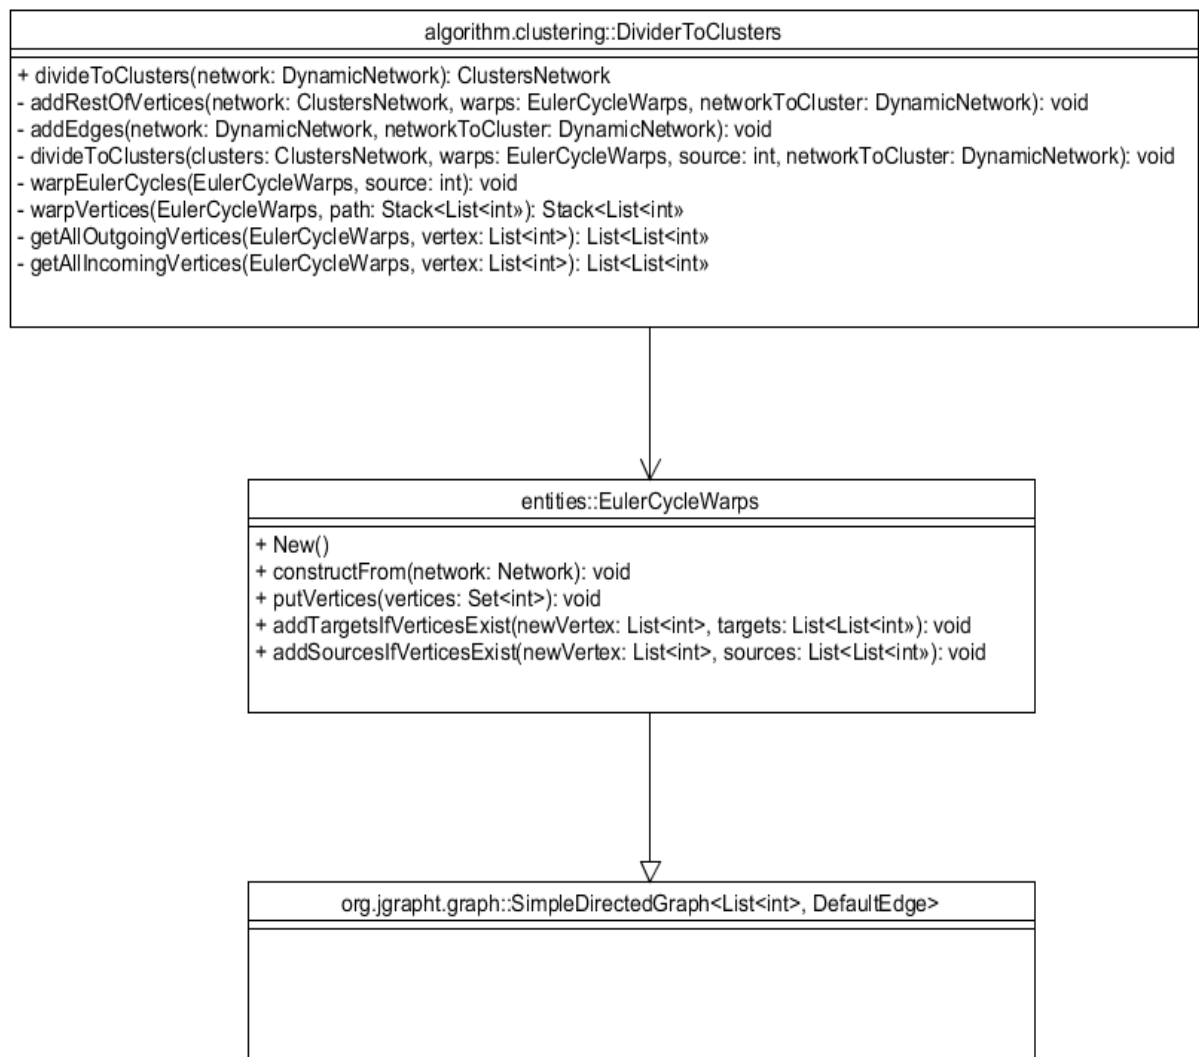 algorithm.clustering::DividerToClusters
+ divideToClusters(network: DynamicNetwork): ClustersNetwork
- addRestOfVertices(network: ClustersNetwork, warps: EulerCycleWarps, networkToCluster: DynamicNetwork): void
- addEdges(network: DynamicNetwork, networkToCluster: DynamicNetwork): void
- divideToClusters(clusters: ClustersNetwork, warps: EulerCycleWarps, source: int, networkToCluster: DynamicNetwork): void
- warpEulerCycles(EulerCycleWarps, source: int): void
- warpVertices(EulerCycleWarps, path: Stack<List<int»): Stack<List<int»
- getAllOutgoingVertices(EulerCycleWarps, vertex: List<int>): List<List<int»
- getAllIncomingVertices(EulerCycleWarps, vertex: List<int>): List<List<int»
entities::EulerCycleWarps
+ New()
+ constructFrom(network: Network): void
+ putVertices(vertices: Set<int>): void
+ addTargetsIfVerticesExist(newVertex: List<int>, targets: List<List<int»): void
+ addSourcesIfVerticesExist(newVertex: List<int>, sources: List<List<int»): void
org.jgrapht.graph::SimpleDirectedGraph<List<int>, DefaultEdge>